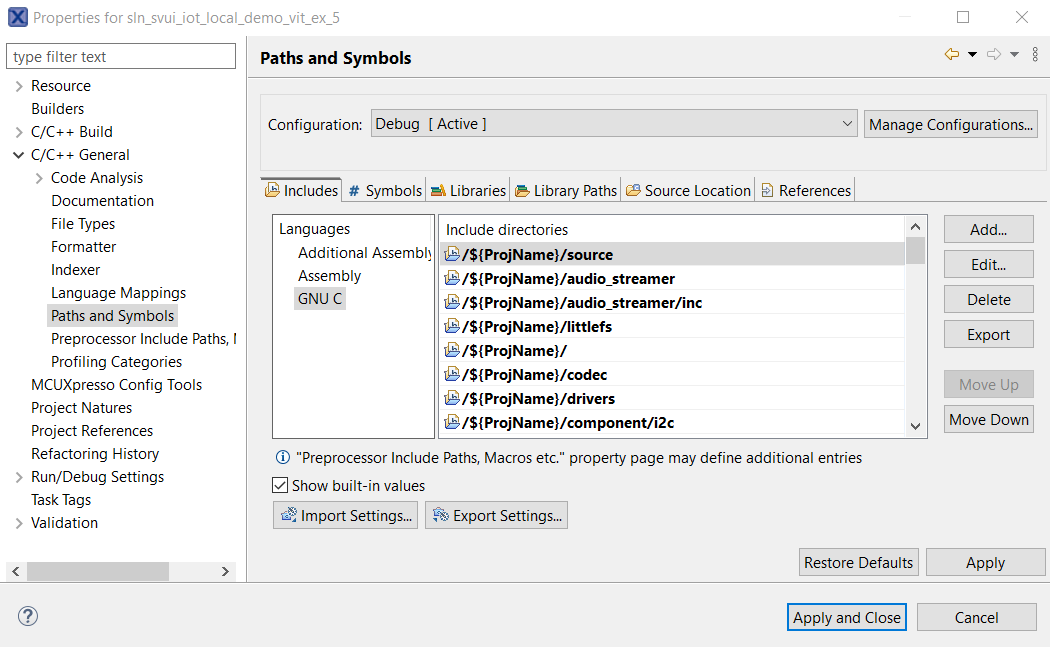 Properties for sln_svui_iot_local_demo_vit_ex_5
type filter text
Resource
Builders
C/C++ Build
C/C++ General
Code Analysis
Documentation
File Types
Formatter
Indexer
Language Mappings
Paths and Symbols
Preprocessor Include Paths, M
Profiling Categories
MCUXpresso Config Tools
Project Natures
Project References
Refactoring History
Run/Debug Settings
Task Tags
Validation
Paths and Symbols
Configuration: Debug [ Active ] Manage Configurations...
Includes # Symbols Libraries Library Paths Source Location References
Languages
Additional Assembly
Assembly
GNU C
Include directories
/${ProjName}/source
/${ProjName}/audio_streamer
/${ProjName}/audio_streamer/inc
/${ProjName}/littlefs
/${ProjName}/
/${ProjName}/codec
/${ProjName}/drivers
/${ProjName}/component/i2c
Add...
Edit...
Delete
Export
Move Up
Move Down
"Preprocessor Include Paths, Macros etc." property page may define additional entries
Show built-in values
Import Settings... Export Settings...
Restore Defaults Apply
Apply and Close Cancel